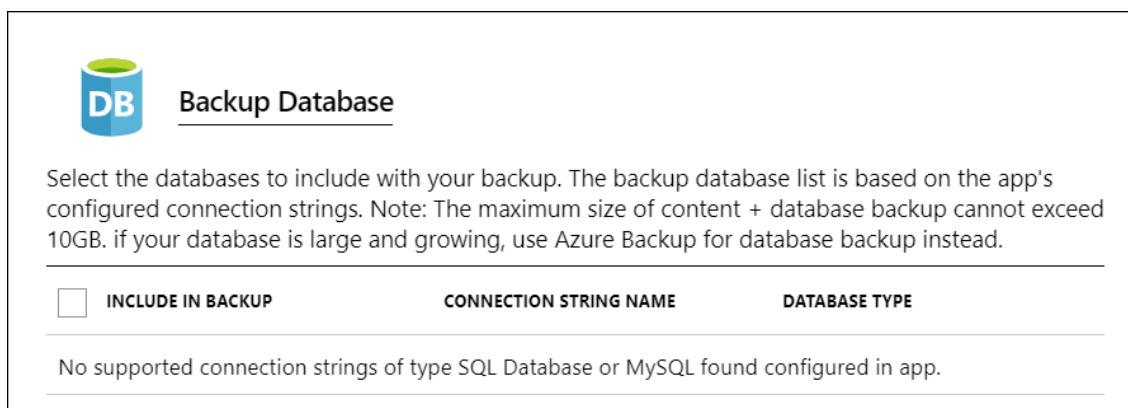 DB
Backup Database
Select the databases to include with your backup. The backup database list is based on the app's
configured connection strings. Note: The maximum size of content + database backup cannot exceed
10GB. if your database is large and growing, use Azure Backup for database backup instead.
INCLUDE IN BACKUP CONNECTION STRING NAME DATABASE TYPE
No supported connection strings of type SQL Database or MySQL found configured in app.